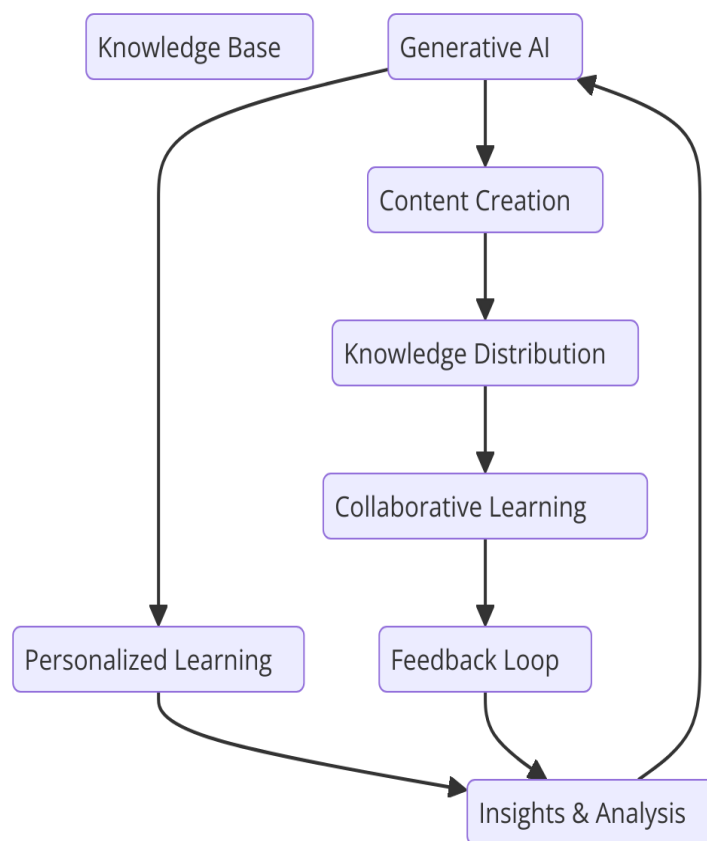 Knowledge Base
Generative AI
Content Creation
Knowledge Distribution
Collaborative Learning
Personalized Learning
Feedback Loop
Insights & Analysis